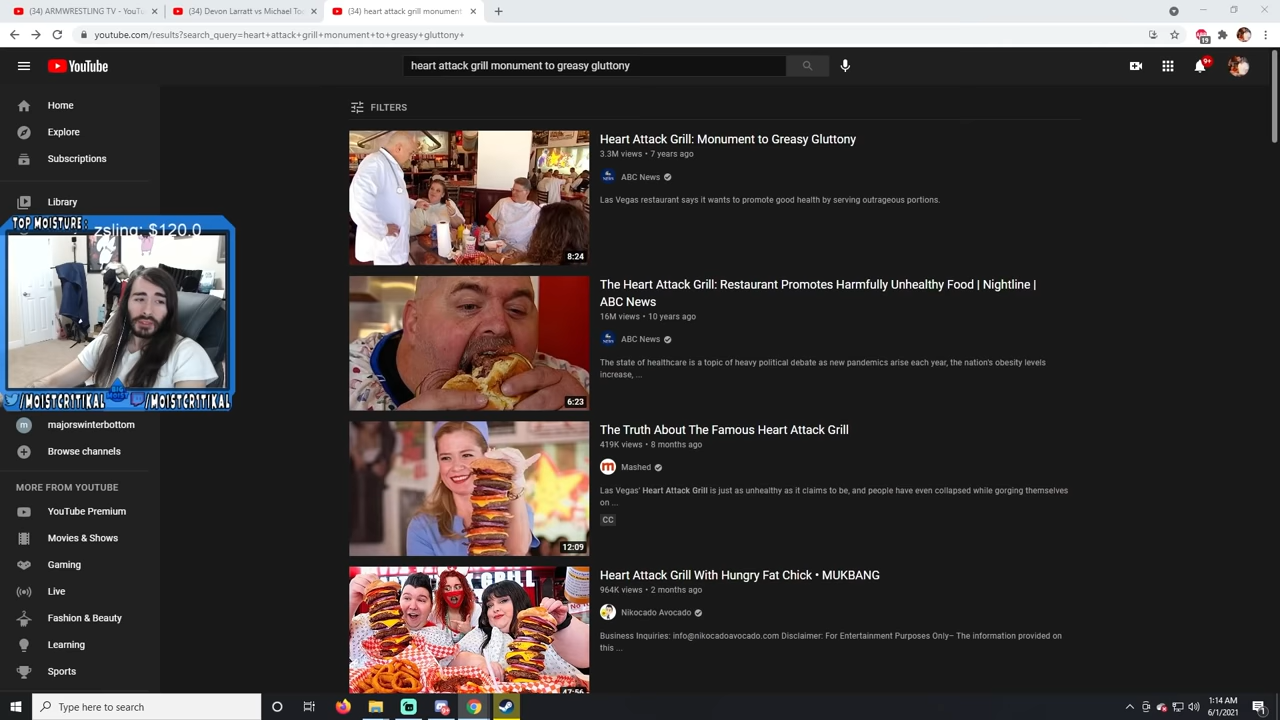 (34) ARMWRESTLING TV - YouTu
(34) Devon Larratt vs Michael Too
(34) heart attack grill monument
youtube.com/results?search_query=heart+attack+grill+monument+to+greasy+gluttony+
19
YouTube
heart attack grill monument to greasy gluttony
9+
Home
Explore
Subscriptions
Library
TOP MOISTURE:
zsling: $120.0
/MOISTCR1TIKAL
/MOISTCR1TIKAL
m
majorswinterbottom
Browse channels
MORE FROM YOUTUBE
YouTube Premium
Movies & Shows
Gaming
Live
Fashion & Beauty
Learning
Sports
FILTERS
8:24
Heart Attack Grill: Monument to Greasy Gluttony
3.3M views • 7 years ago
ABC News
Las Vegas restaurant says it wants to promote good health by serving outrageous portions.
6:23
The Heart Attack Grill: Restaurant Promotes Harmfully Unhealthy Food | Nightline |
ABC News
16M views • 10 years ago
ABC News
The state of healthcare is a topic of heavy political debate as new pandemics arise each year, the nation's obesity levels
increase, ...
12:09
The Truth About The Famous Heart Attack Grill
419K views • 8 months ago
m
Mashed
Las Vegas' Heart Attack Grill is just as unhealthy as it claims to be, and people have even collapsed while gorging themselves
on ...
CC
47:56
Heart Attack Grill With Hungry Fat Chick • MUKBANG
964K views • 2 months ago
Nikocado Avocado
Business Inquiries: info@nikocadoavocado.com Disclaimer: For Entertainment Purposes Only– The information provided on
this ...
Type here to search
1:14 AM
6/1/2021